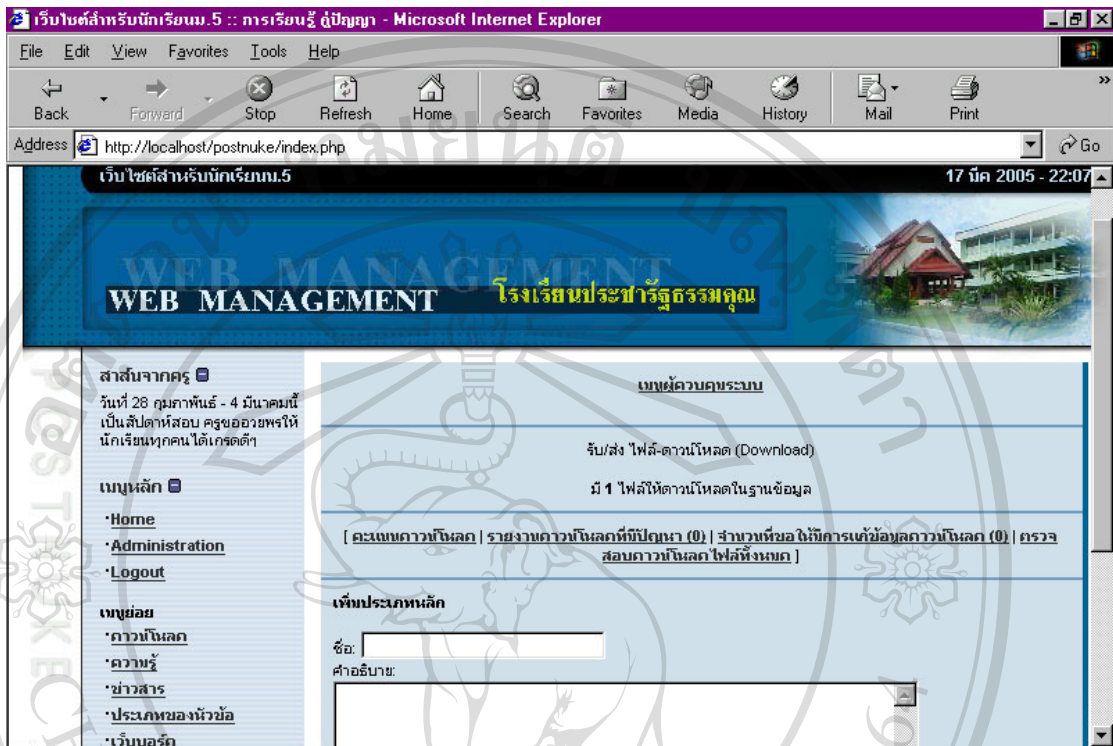 เว็บไซต์สำหรับนักเรียนม.5 :: การเรียนรู้ คู่ปัญญา - Microsoft Internet Explorer
File Edit View Favorites Tools Help
Back Forward Stop Refresh Home Search Favorites Media History Mail Print
Address http://localhost/postnuke/index.php Go
เว็บไซต์สำหรับนักเรียนม.5 17 มีค 2005 - 22:07
WEB MANAGEMENT
WEB MANAGEMENT โรงเรียนประชารัฐธรรมคุณ
สาส์นจากครู
วันที่ 28 กุมภาพันธ์ - 4 มีนาคมนี้
เป็นสัปดาห์สอบ ครูขออวยพรให้
นักเรียนทุกคนได้เกรดดีๆ
เมนูหลัก
·Home
·Administration
·Logout
เมนูย่อย
·ดาวน์โหลด
·ความรู้
·ข่าวสาร
·ประเภทของหัวข้อ
·เว็บบอร์ด
เมนูผู้ควบคุมระบบ
รับ/ส่ง ไฟล์-ดาวน์โหลด (Download)
มี 1 ไฟล์ให้ดาวน์โหลดในฐานข้อมูล
[ คะแนนดาวน์โหลด | รายงานดาวน์โหลดที่มีปัญหา (0) | จำนวนที่ขอให้มีการแก้ข้อมูลดาวน์โหลด (0) | ตรวจ
สอบดาวน์โหลดไฟล์ทั้งหมด ]
เพิ่มประเภทหลัก
ชื่อ:
คำอธิบาย: